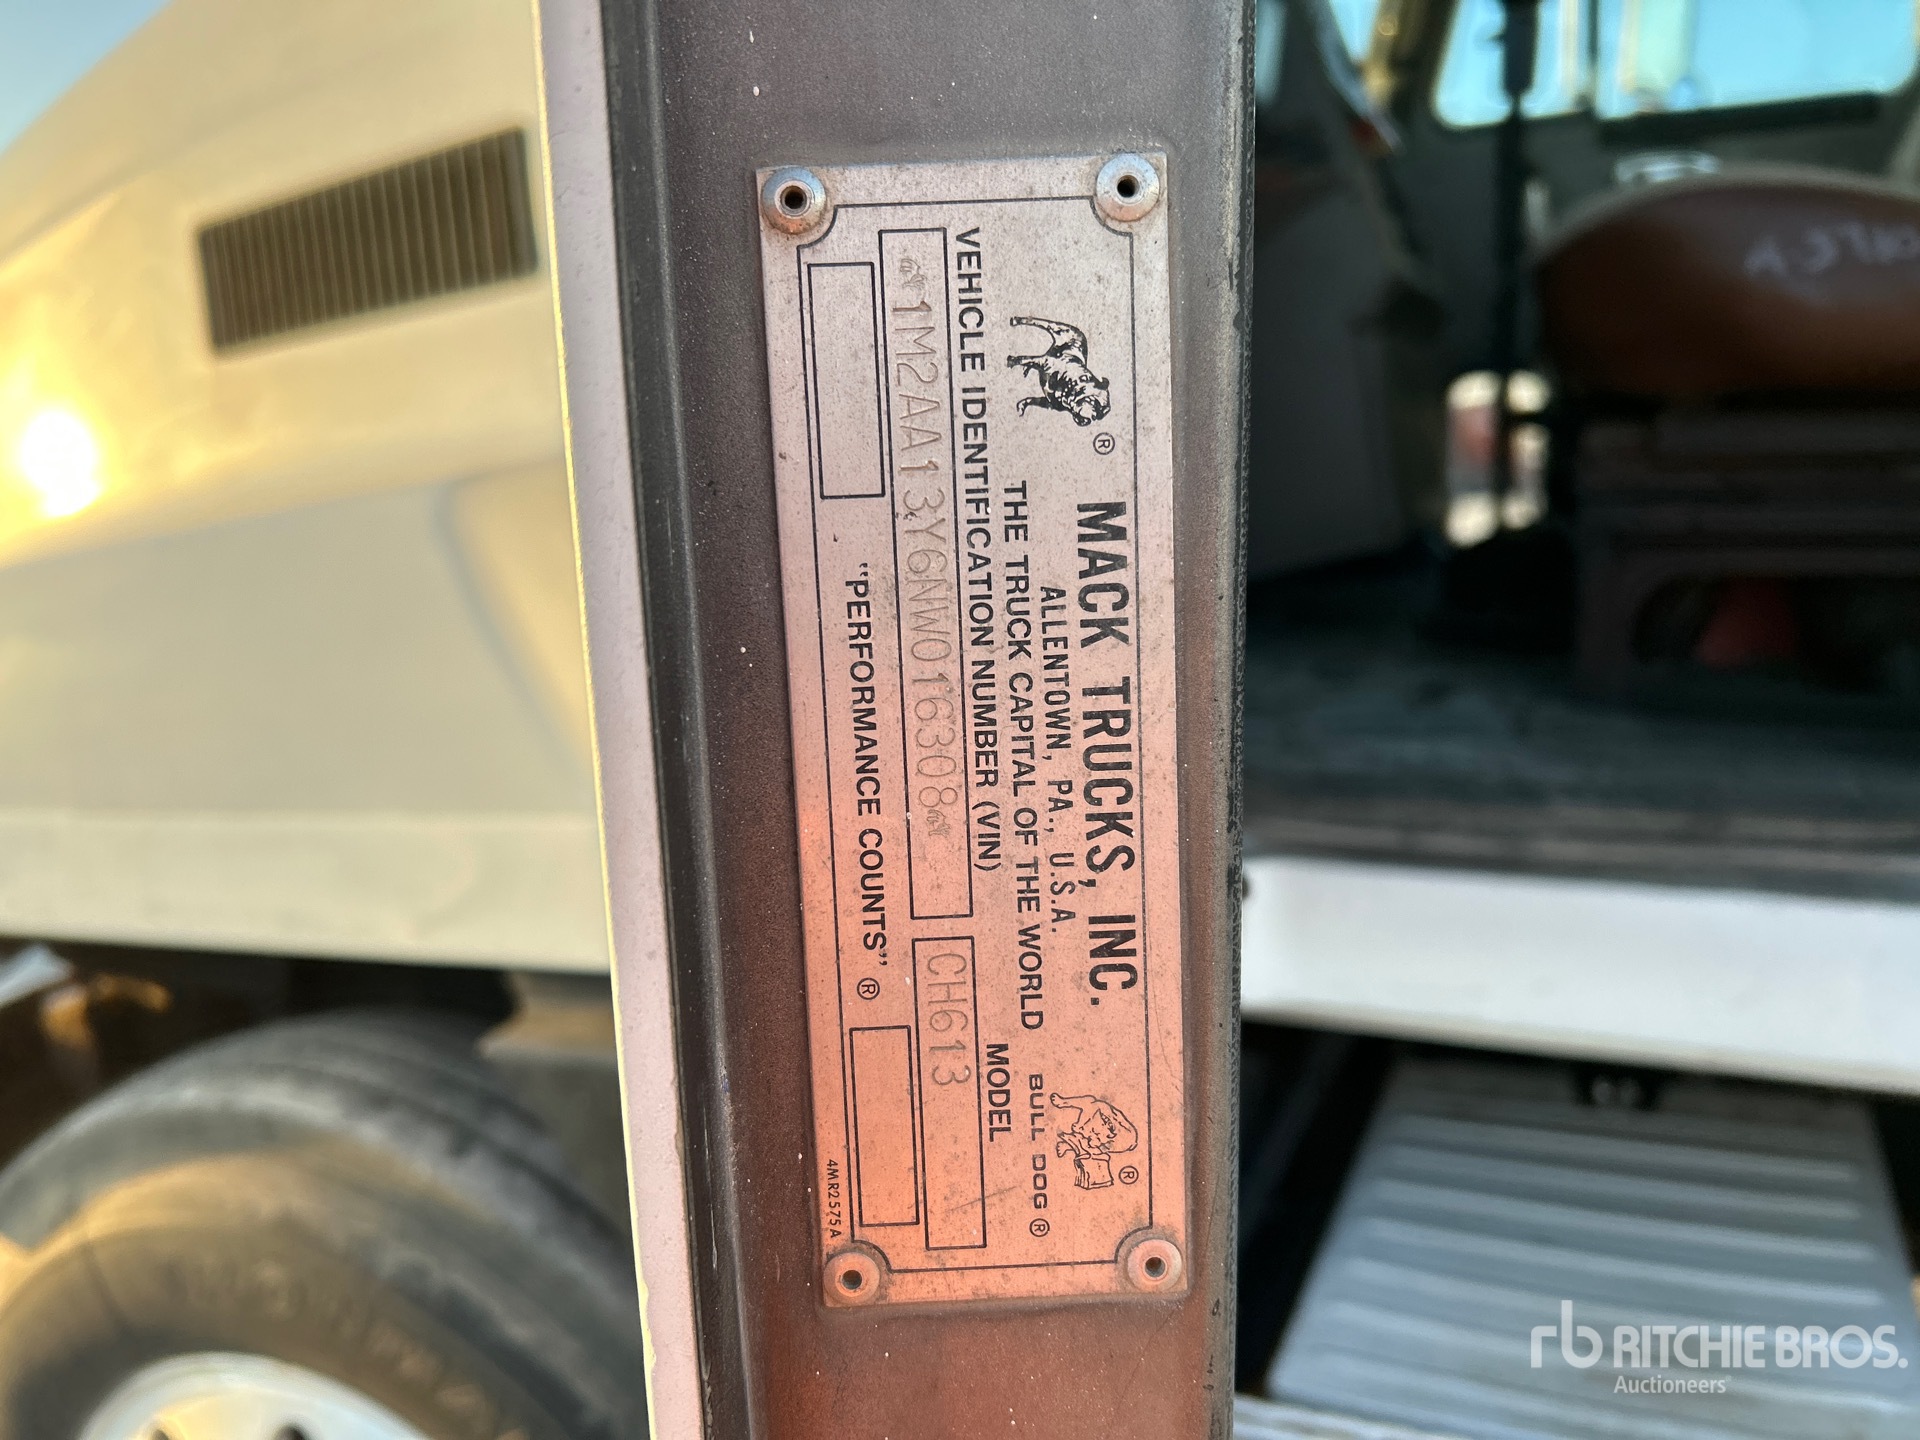 ® MACK TRUCKS, INC. ®
ALLENTOWN, PA., U.S.A.
THE TRUCK CAPITAL OF THE WORLD BULL DOG ®
VEHICLE IDENTIFICATION NUMBER (VIN) MODEL
1M2AA13Y6NW016308 CH613
"PERFORMANCE COUNTS" ®
4MR2575A
rb RITCHIE BROS.
Auctioneers